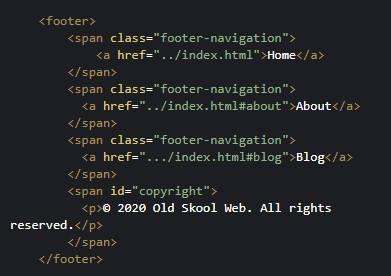 <footer>
<span class="footer-navigation">
<a href="../index.html">Home</a>
</span>
<span class="footer-navigation">
<a href="../index.html#about">About</a>
</span>
<span class="footer-navigation">
<a href=".../index.html#blog">Blog</a>
</span>
<span id="copyright">
<p>© 2020 Old Skool Web. All rights
reserved.</p>
</span>
</footer>